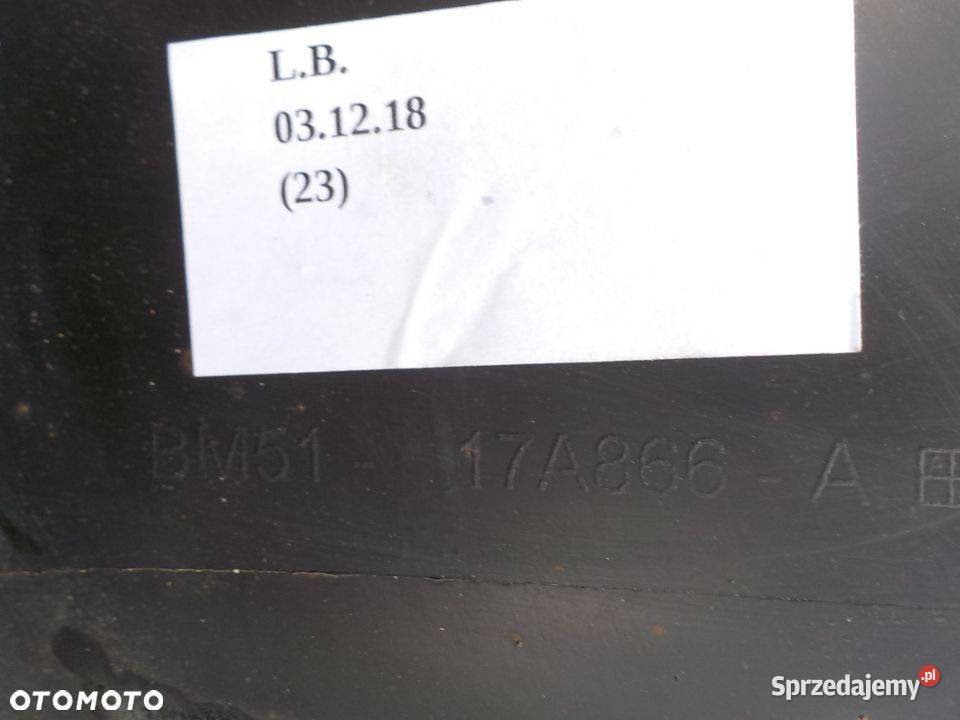 L.B.
03.12.18
(23)
BM51 - 17A866 - A
OTOMOTO
Sprzedajemy.pl